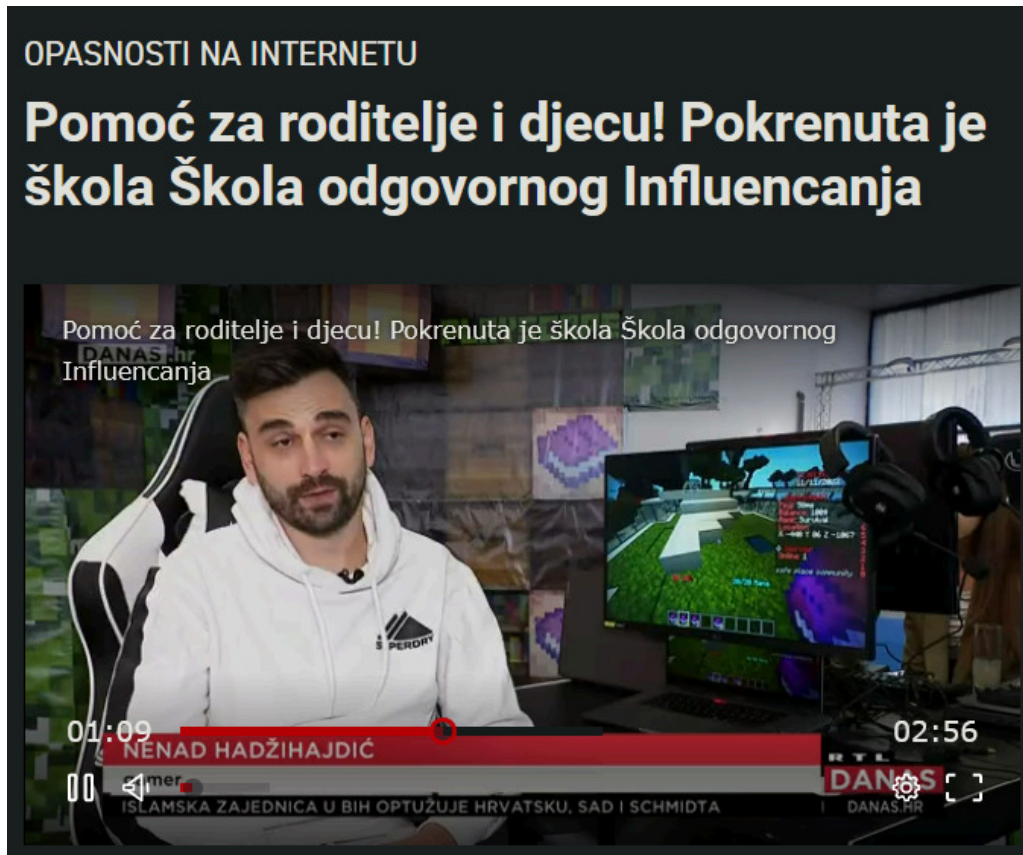 OPASNOSTI NA INTERNETU
Pomoć za roditelje i djecu! Pokrenuta je
škola Škola odgovornog Influencanja
Pomoć za roditelje i djecu! Pokrenuta je škola Škola odgovornog
Influencanja
DANAS.hr
SUPERDRY
01:09
02:56
NENAD HADŽIHAJDIĆ
gamer
RTL
DANAS
ISLAMSKA ZAJEDNICA U BIH OPTUŽUJE HRVATSKU, SAD I SCHMIDTA
DANAS.HR